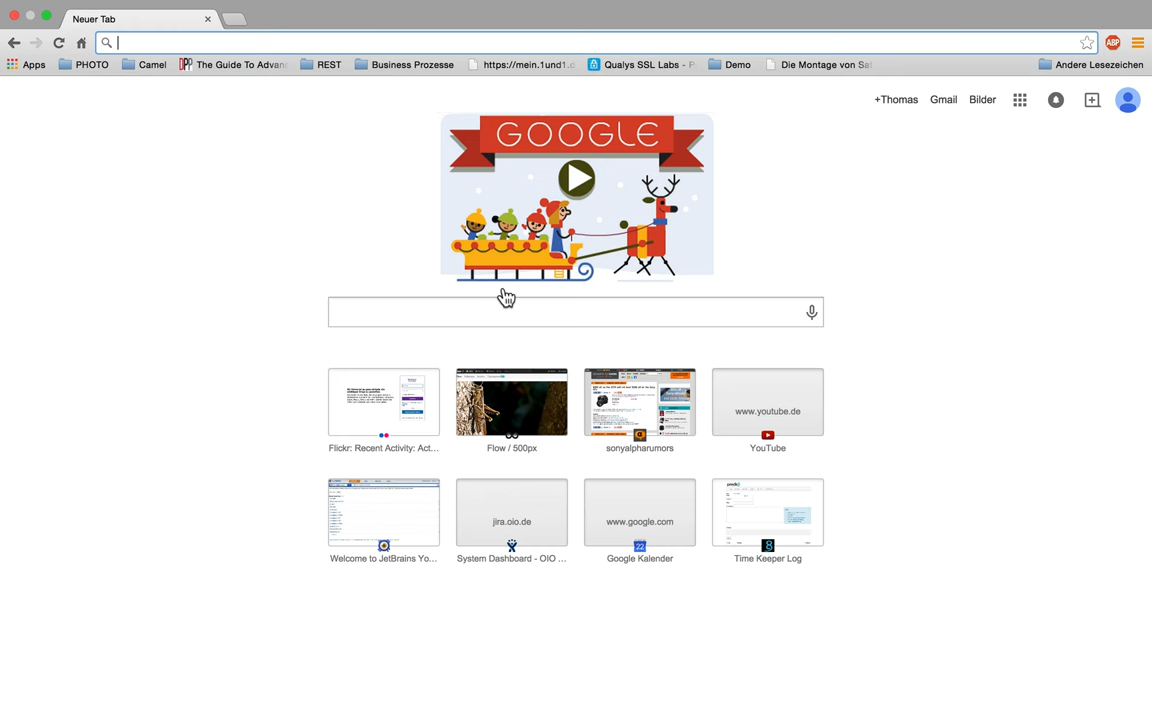 Neuer Tab
ABP
Apps PHOTO Camel The Guide To Advanc REST Business Prozesse https://mein.1und1.d Qualys SSL Labs - P Demo Die Montage von Sat Andere Lesezeichen
+Thomas Gmail Bilder
GOOGLE
www.youtube.de
Flickr: Recent Activity: Act... Flow / 500px sonyalpharumors YouTube
jira.oio.de www.google.com
22
Welcome to JetBrains Yo... System Dashboard - OIO ... Google Kalender Time Keeper Log